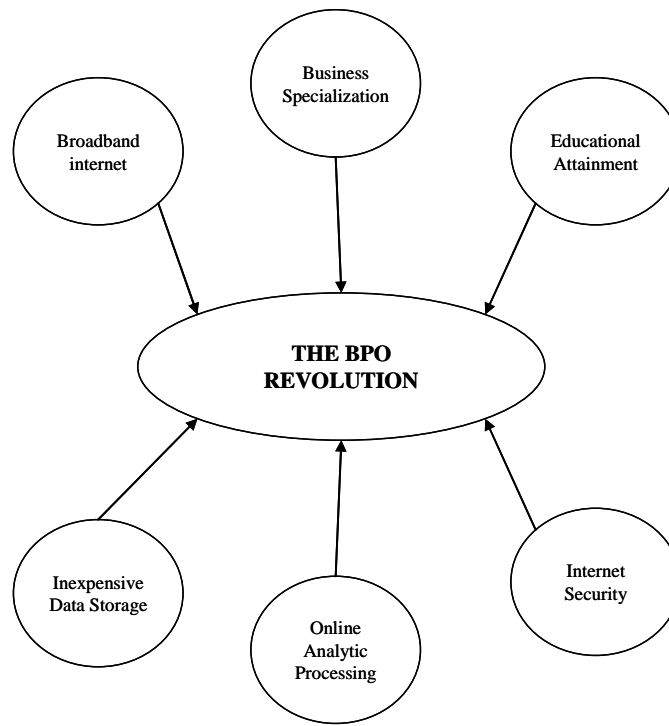 Business
Specialization
Broadband
internet
Educational
Attainment
THE BPO
REVOLUTION
Inexpensive
Data Storage
Online
Analytic
Processing
Internet
Security